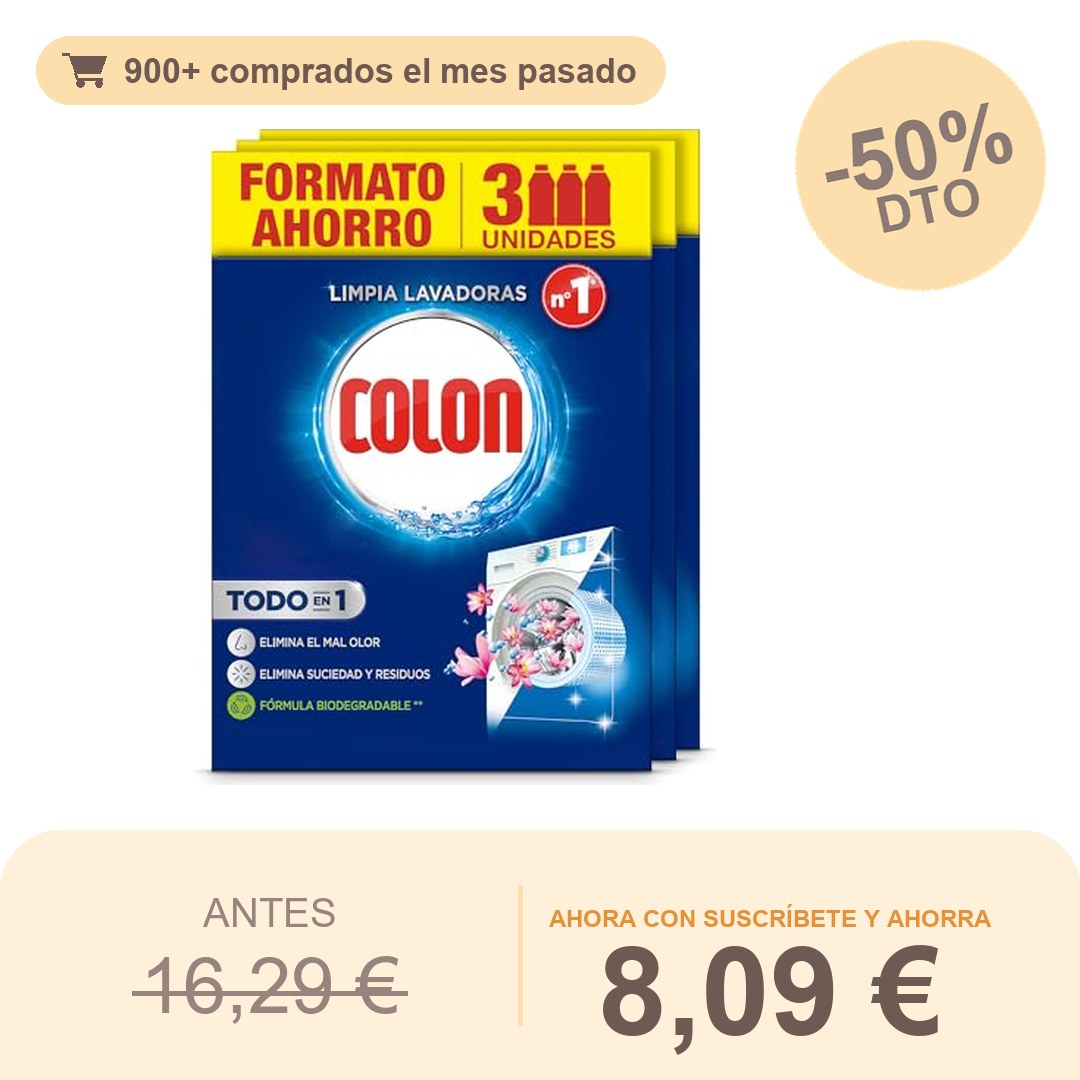 900+ comprados el mes pasado
-50%
DTO
FORMATO
AHORRO
3
UNIDADES
LIMPIA LAVADORAS
nº1*
COLON
TODO EN 1
ELIMINA EL MAL OLOR
ELIMINA SUCIEDAD Y RESIDUOS
FÓRMULA BIODEGRADABLE**
ANTES
16,29 €
AHORA CON SUSCRÍBETE Y AHORRA
8,09 €